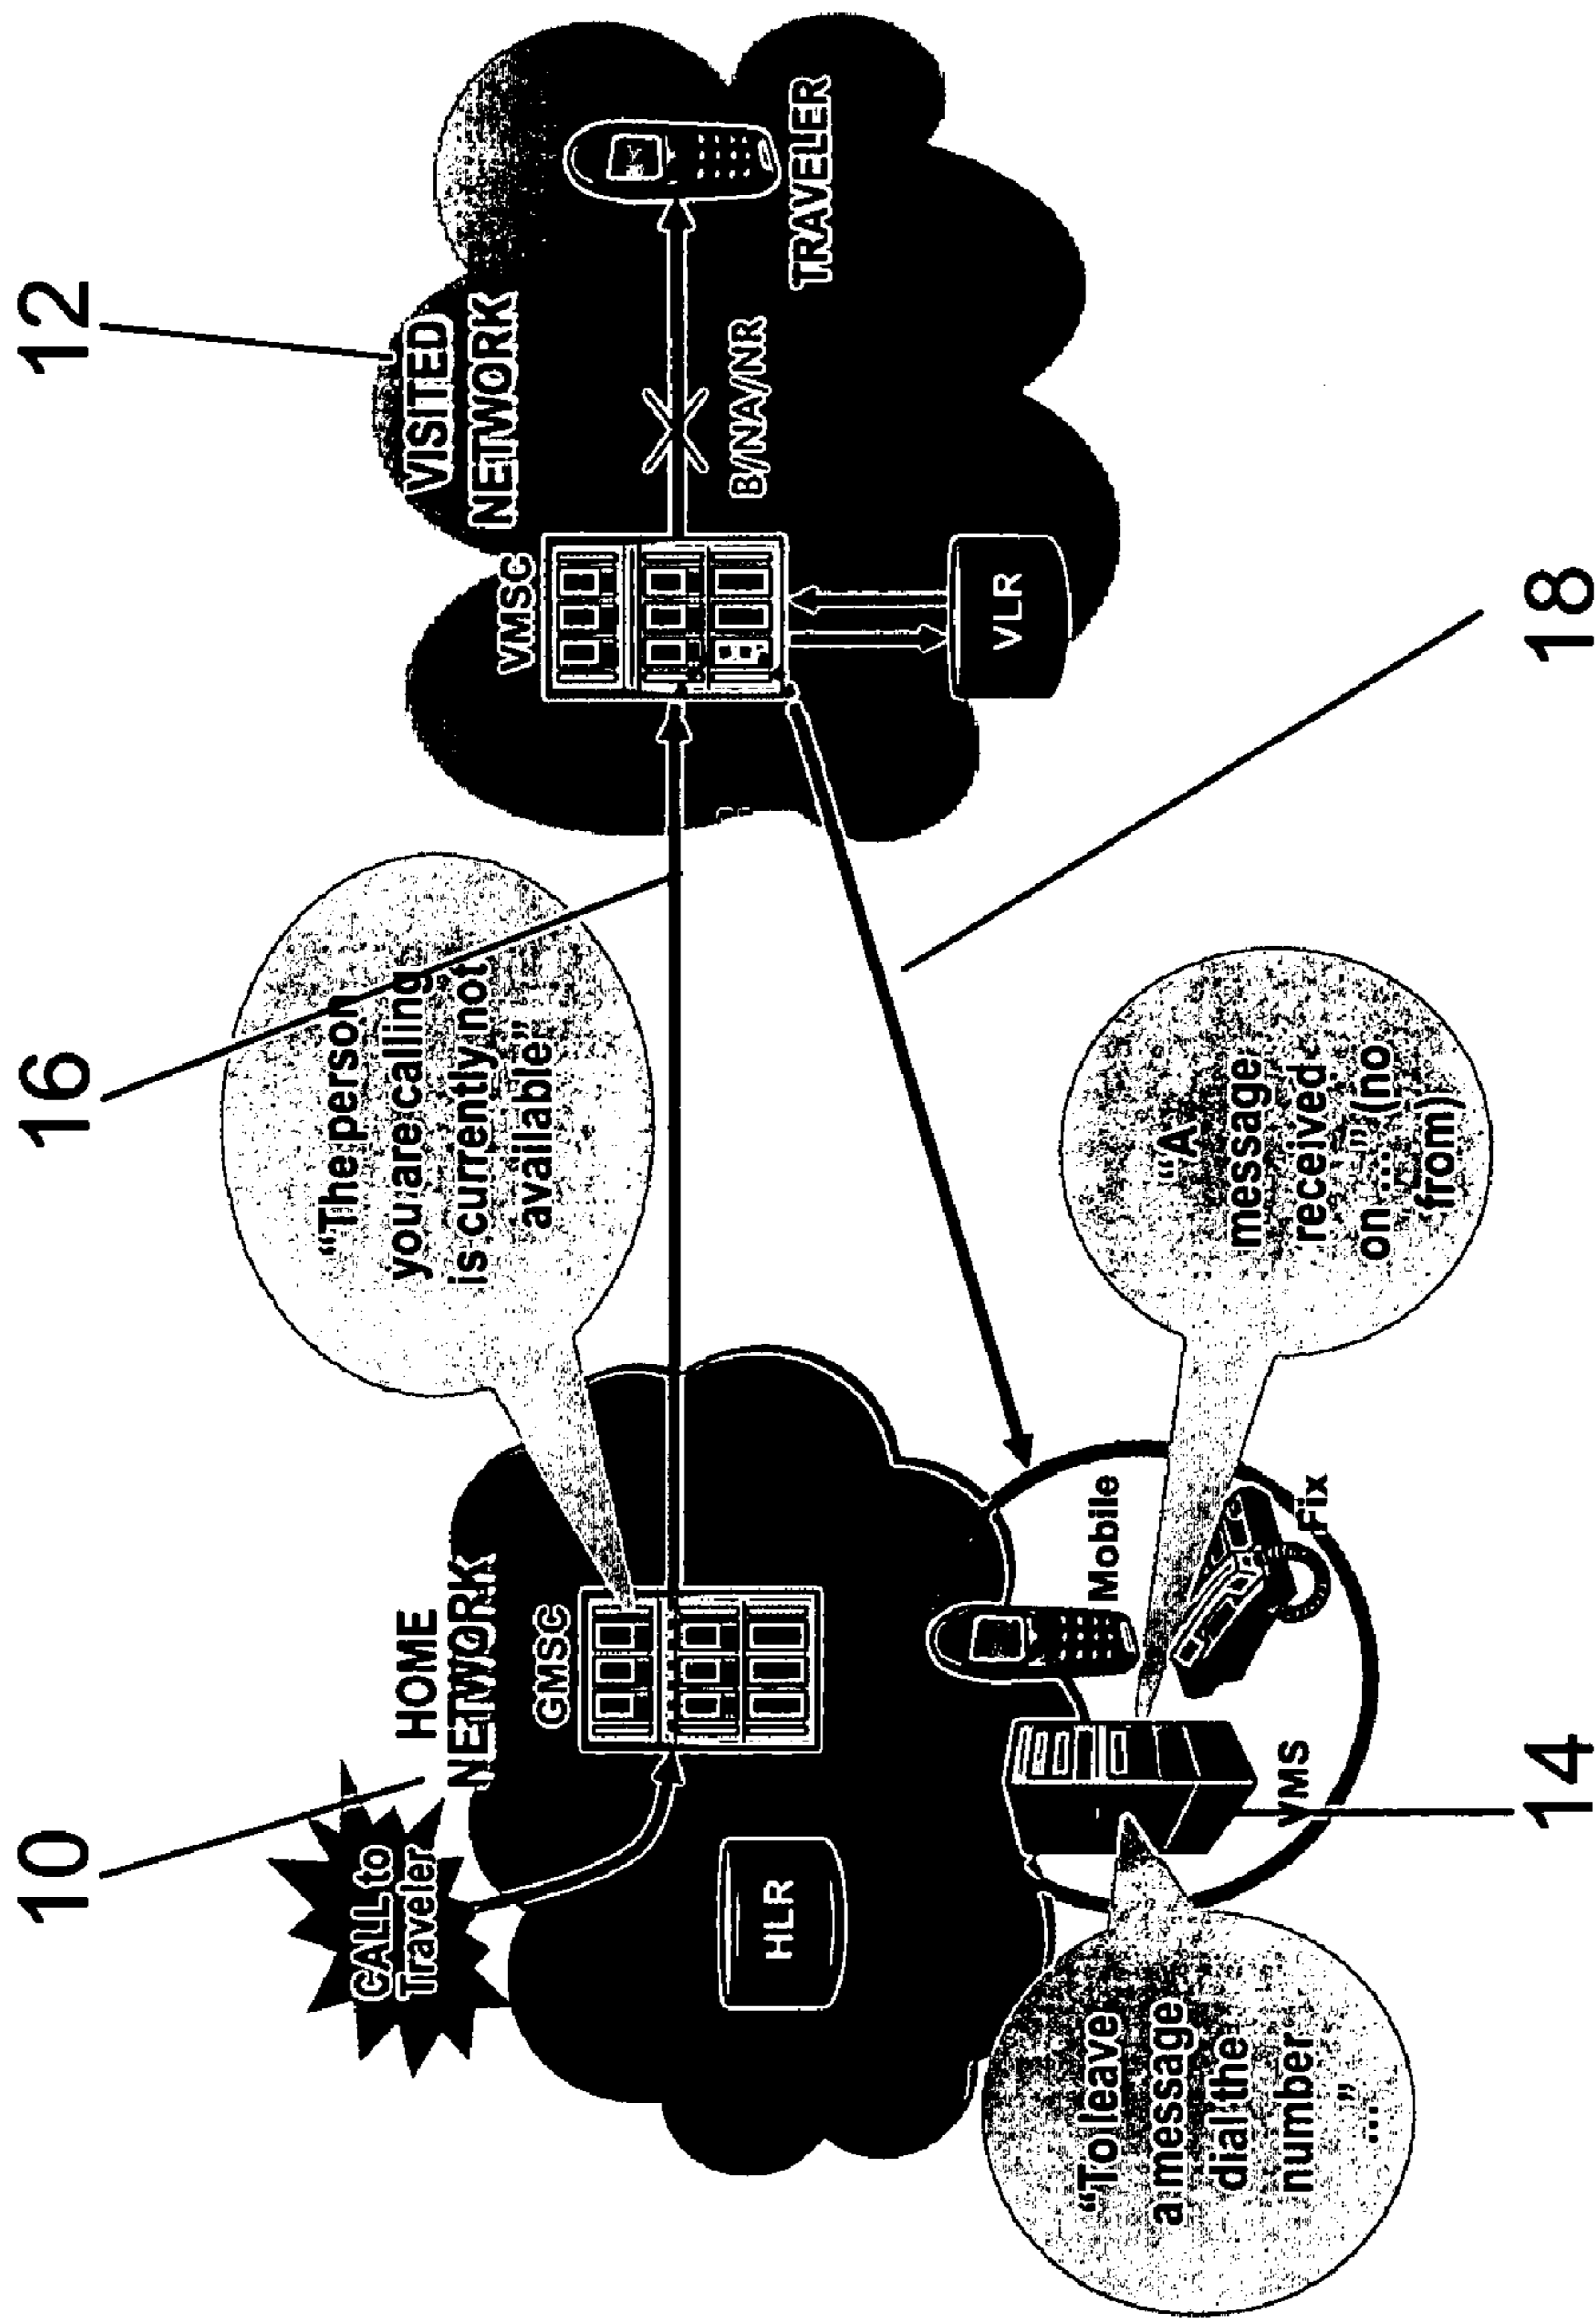 10
16
12
CALL to
Traveler
HOME
NETWORK
GMSC
HLR
"The person
you are calling
is currently not
available"
VISITED
NETWORK
VMSC
B/NA/NR
TRAVELER
VLR
Mobile
Fix
VMS
"To leave
a message
dial the
number
..."
"A
message
received
on ..." (no
from)
14
18